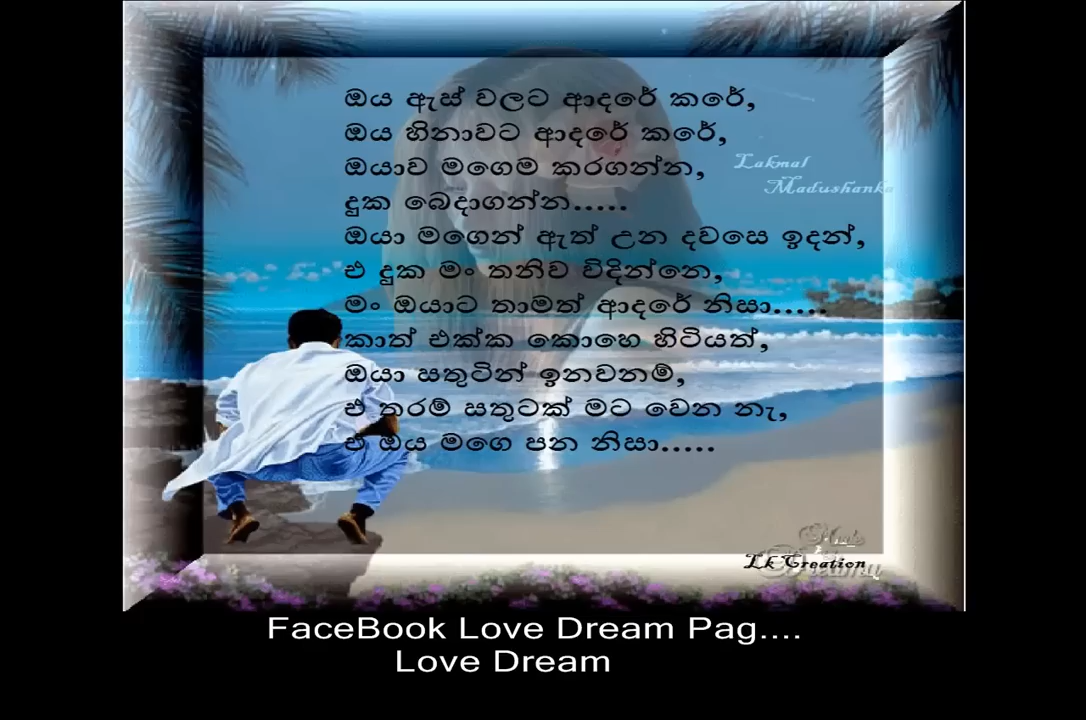 ඔය ඇස් වලට ආදරේ කරේ,
ඔය හිනාවට ආදරේ කරේ,
ඔයාව මගෙම කරගන්න,
දුක බෙදාගන්න.....
ඔයා මගෙන් ඈත් උන දවසෙ ඉදන්,
එ දුක මං තනිව විදින්නෙ,
මං ඔයාට තාමත් ආදරේ නිසා.....
කාත් එක්ක කොහෙ හිටියත්,
ඔයා සතුටින් ඉනවනම්,
එ තරම් සතුටක් මට වෙන නැ,
එ ඔය මගෙ පන නිසා.....
Lakmal
Madushanka
Lk Creation
FaceBook Love Dream Pag....
Love Dream